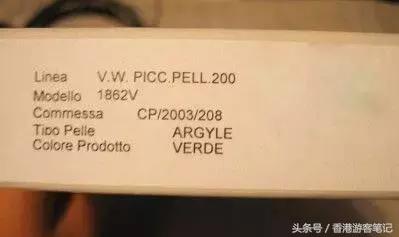 Linea V.W. PICC.PELL.200
Modello 1862V
Commessa CP/2003/208
Tipo Pelle ARGYLE
Colore Prodotto VERDE
头条号 / 香港游客笔记